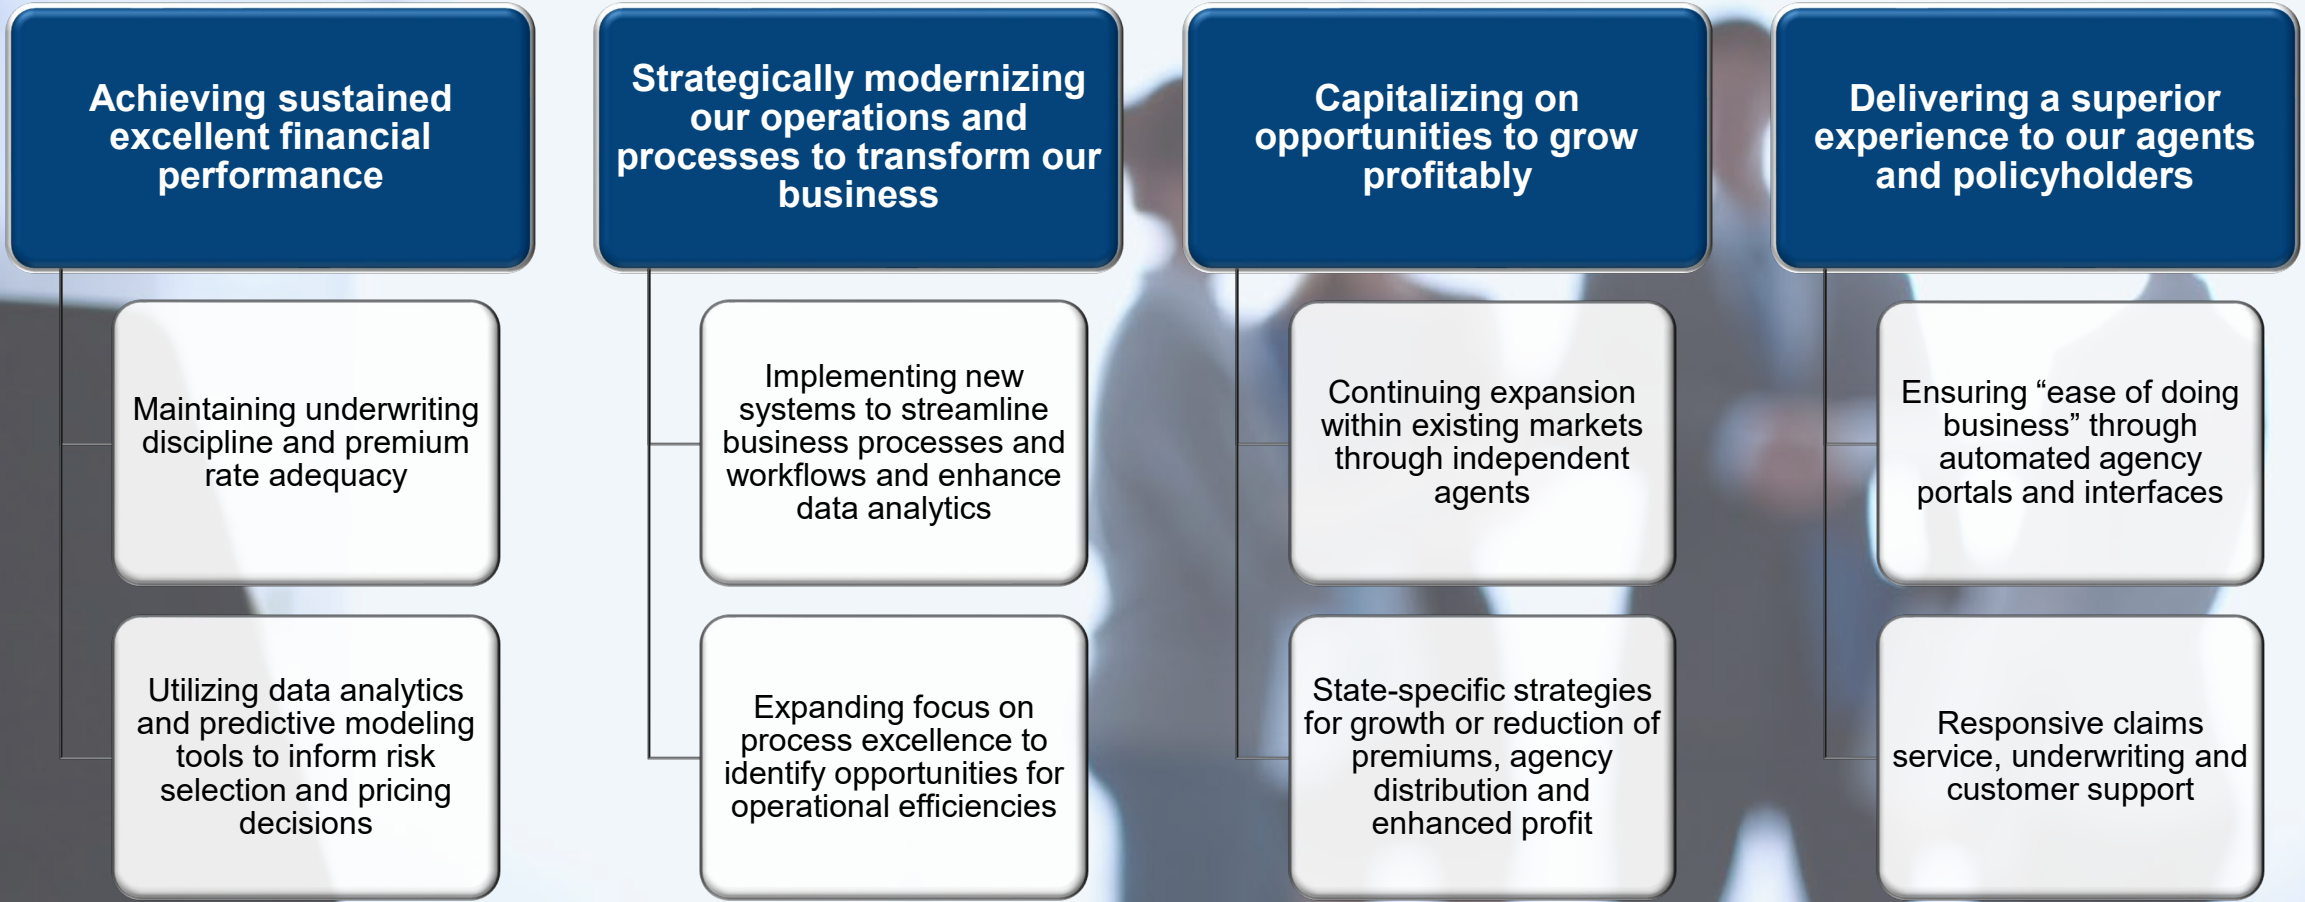 Achieving sustained
excellent financial
performance
Maintaining underwriting
discipline and premium
rate adequacy
Utilizing data analytics
and predictive modeling
tools to inform risk
selection and pricing
decisions
Strategically modernizing
our operations and
processes to transform our
business
Implementing new
systems to streamline
business processes and
workflows and enhance
data analytics
Expanding focus on
process excellence to
identify opportunities for
operational efficiencies
Capitalizing on
opportunities to grow
profitably
Continuing expansion
within existing markets
through independent
agents
State-specific strategies
for growth or reduction of
premiums, agency
distribution and
enhanced profit
Delivering a superior
experience to our agents
and policyholders
Ensuring “ease of doing
business” through
automated agency
portals and interfaces
Responsive claims
service, underwriting and
customer support